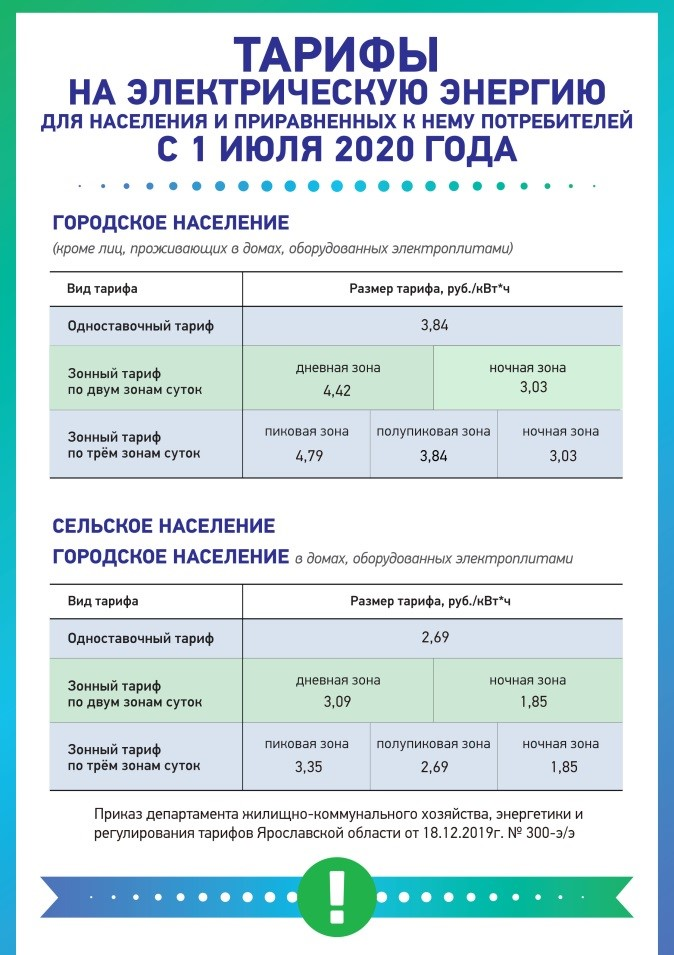 ТАРИФЫ
НА ЭЛЕКТРИЧЕСКУЮ ЭНЕРГИЮ
ДЛЯ НАСЕЛЕНИЯ И ПРИРАВНЕННЫХ К НЕМУ ПОТРЕБИТЕЛЕЙ
С 1 ИЮЛЯ 2020 ГОДА
ГОРОДСКОЕ НАСЕЛЕНИЕ
(кроме лиц, проживающих в домах, оборудованных электроплитами)
Вид тарифа Размер тарифа, руб./кВт*ч
Одноставочный тариф 3,84
Зонный тариф
по двум зонам суток
дневная зона ночная зона
4,42 3,03
Зонный тариф
по трём зонам суток
пиковая зона полупиковая зона ночная зона
4,79 3,84 3,03
СЕЛЬСКОЕ НАСЕЛЕНИЕ
ГОРОДСКОЕ НАСЕЛЕНИЕ в домах, оборудованных электроплитами
Вид тарифа Размер тарифа, руб./кВт*ч
Одноставочный тариф 2,69
Зонный тариф
по двум зонам суток
дневная зона ночная зона
3,09 1,85
Зонный тариф
по трём зонам суток
пиковая зона полупиковая зона ночная зона
3,35 2,69 1,85
Приказ департамента жилищно-коммунального хозяйства, энергетики и
регулирования тарифов Ярославской области от 18.12.2019г. № 300-э/э
!